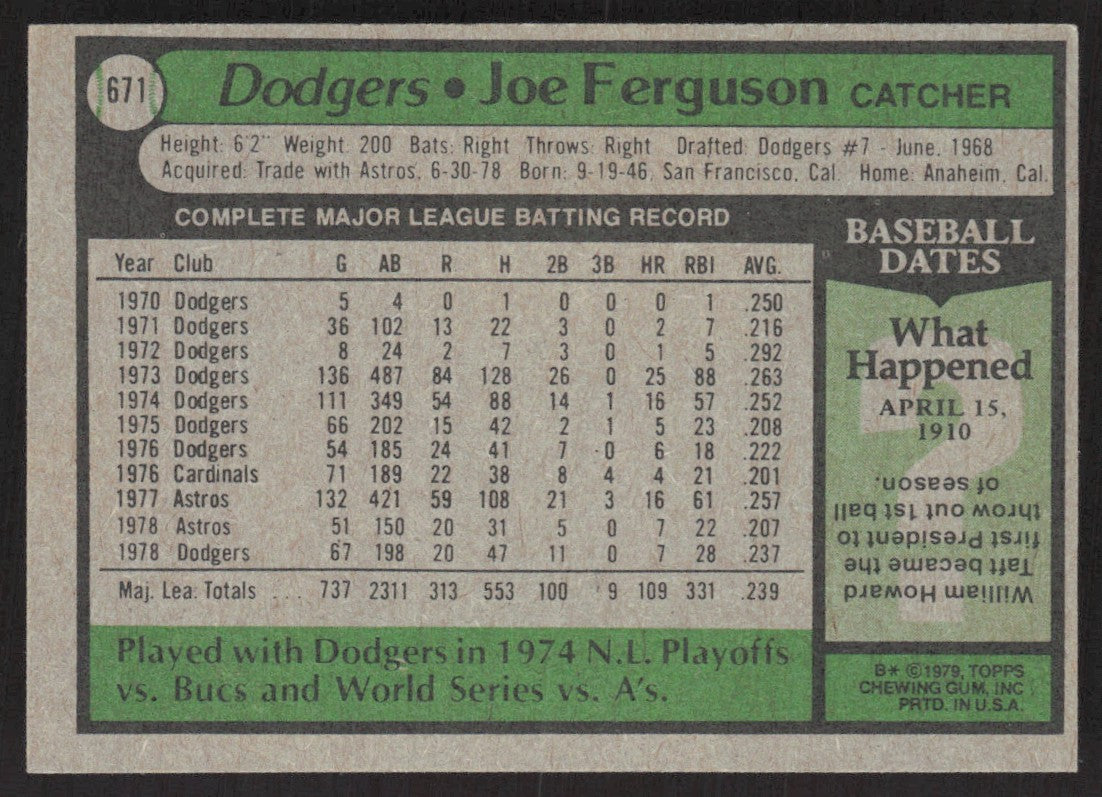 671
Dodgers • Joe Ferguson CATCHER
Height: 6'2" Weight: 200 Bats: Right Throws: Right Drafted: Dodgers #7 - June, 1968
Acquired: Trade with Astros, 6-30-78 Born: 9-19-46, San Francisco, Cal. Home: Anaheim, Cal.
COMPLETE MAJOR LEAGUE BATTING RECORD
Year Club G AB R H 2B 3B HR RBI AVG.
1970 Dodgers 5 4 0 1 0 0 0 1 .250
1971 Dodgers 36 102 13 22 3 0 2 7 .216
1972 Dodgers 8 24 2 7 3 0 1 5 .292
1973 Dodgers 136 487 84 128 26 0 25 88 .263
1974 Dodgers 111 349 54 88 14 1 16 57 .252
1975 Dodgers 66 202 15 42 2 1 5 23 .208
1976 Dodgers 54 185 24 41 7 0 6 18 .222
1976 Cardinals 71 189 22 38 8 4 4 21 .201
1977 Astros 132 421 59 108 21 3 16 61 .257
1978 Astros 51 150 20 31 5 0 7 22 .207
1978 Dodgers 67 198 20 47 11 0 7 28 .237
Maj. Lea. Totals . . . 737 2311 313 553 100 9 109 331 .239
Played with Dodgers in 1974 N.L. Playoffs
vs. Bucs and World Series vs. A's.
BASEBALL
DATES
What
Happened
APRIL 15,
1910
William Howard
Taft became the
first President to
throw out 1st ball
of season.
B* ©1979, TOPPS
CHEWING GUM, INC
PRTD. IN U.S.A.